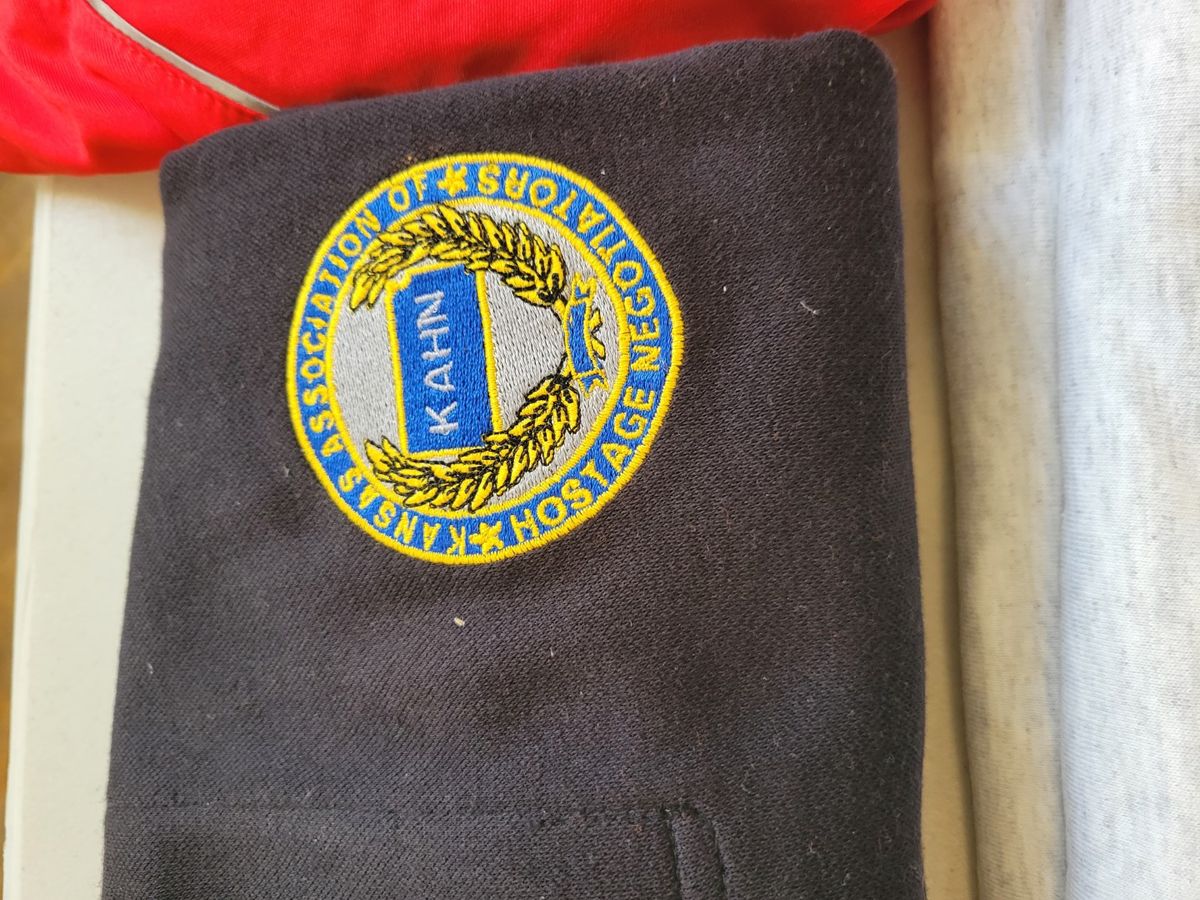 KANSAS ASSOCIATION OF
HOSTAGE NEGOTIATORS
KAHN